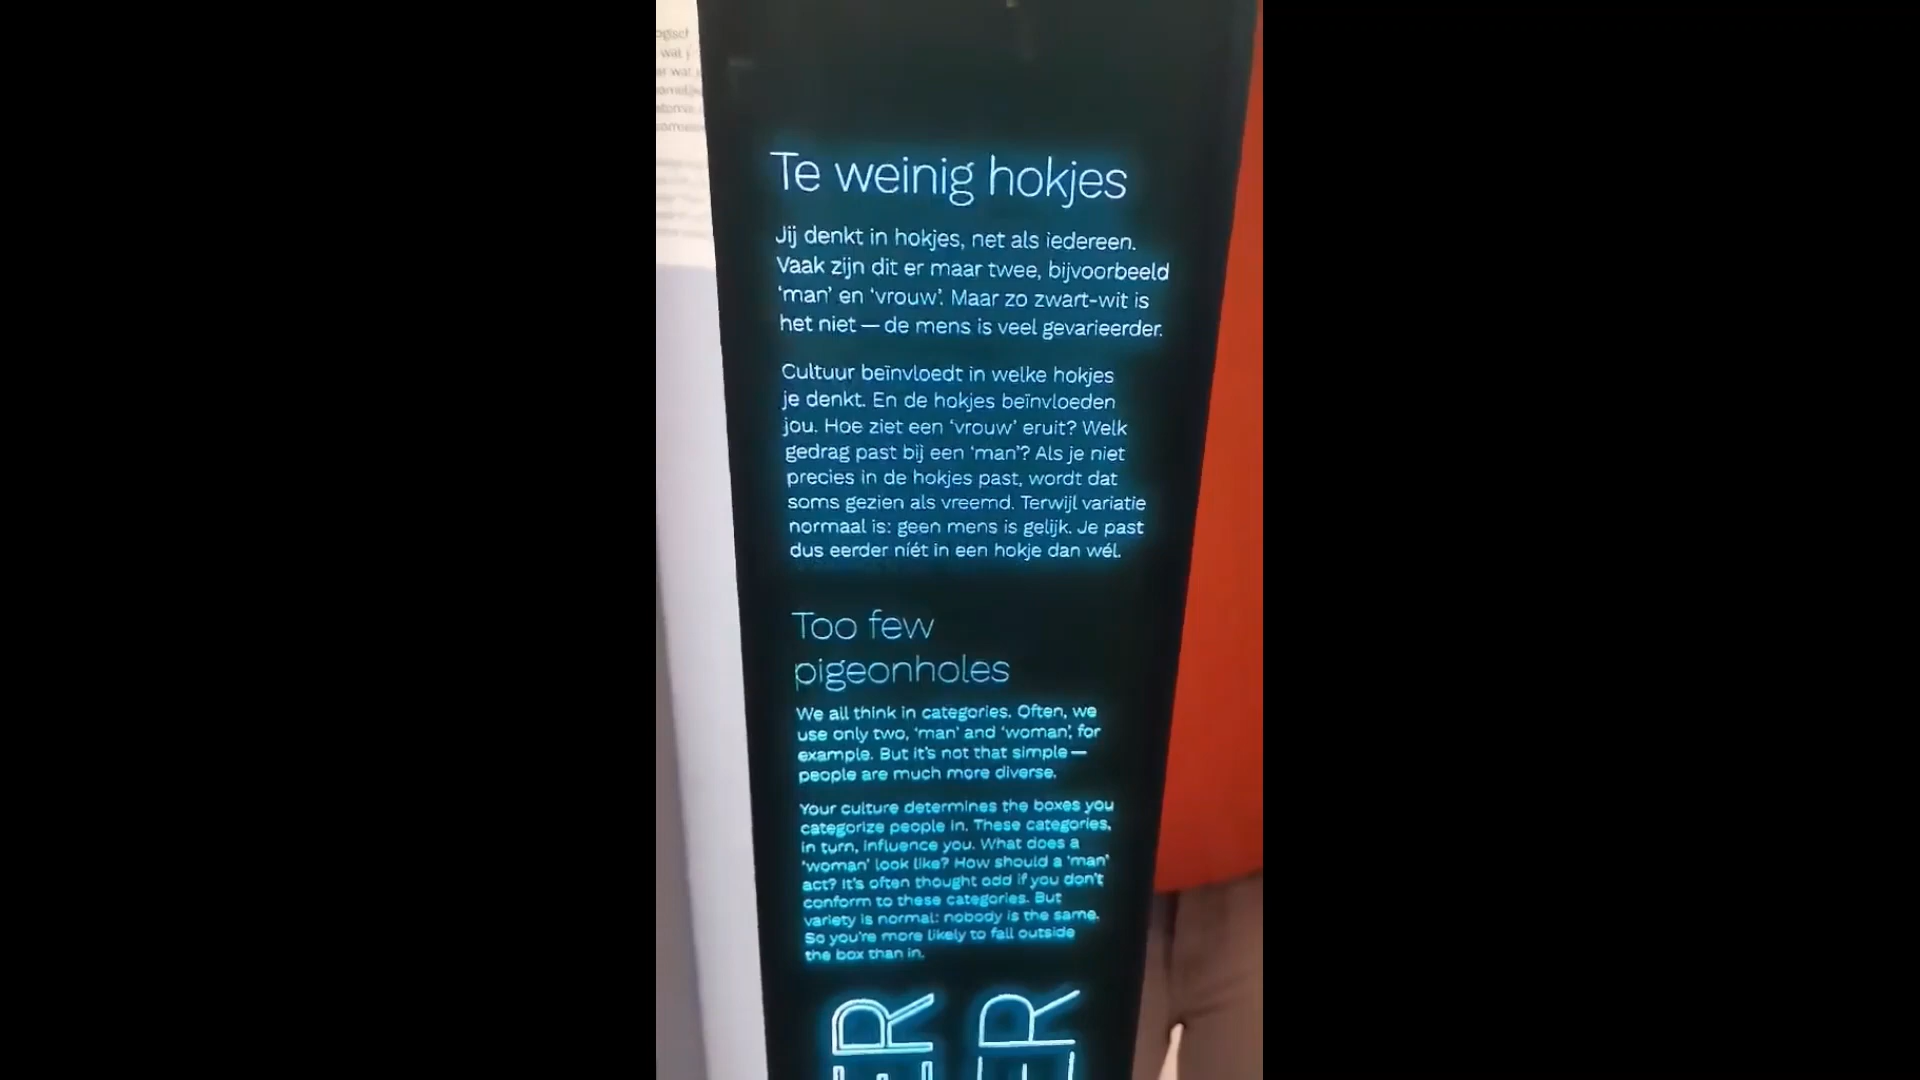 Te weinig hokjes
Jij denkt in hokjes, net als iedereen.
Vaak zijn dit er maar twee, bijvoorbeeld
‘man’ en ‘vrouw’. Maar zo zwart-wit is
het niet — de mens is veel gevarieerder.
Cultuur beïnvloedt in welke hokjes
je denkt. En de hokjes beïnvloeden
jou. Hoe ziet een ‘vrouw’ eruit? Welk
gedrag past bij een ‘man’? Als je niet
precies in de hokjes past, wordt dat
soms gezien als vreemd. Terwijl variatie
normaal is: geen mens is gelijk. Je past
dus eerder níét in een hokje dan wél.
Too few
pigeonholes
We all think in categories. Often, we
use only two, ‘man’ and ‘woman’, for
example. But it’s not that simple —
people are much more diverse.
Your culture determines the boxes you
categorize people in. These categories,
in turn, influence you. What does a
‘woman’ look like? How should a ‘man’
act? It’s often thought odd if you don’t
conform to these categories. But
variety is normal: nobody is the same.
So you’re more likely to fall outside
the box than in.
ER
ER